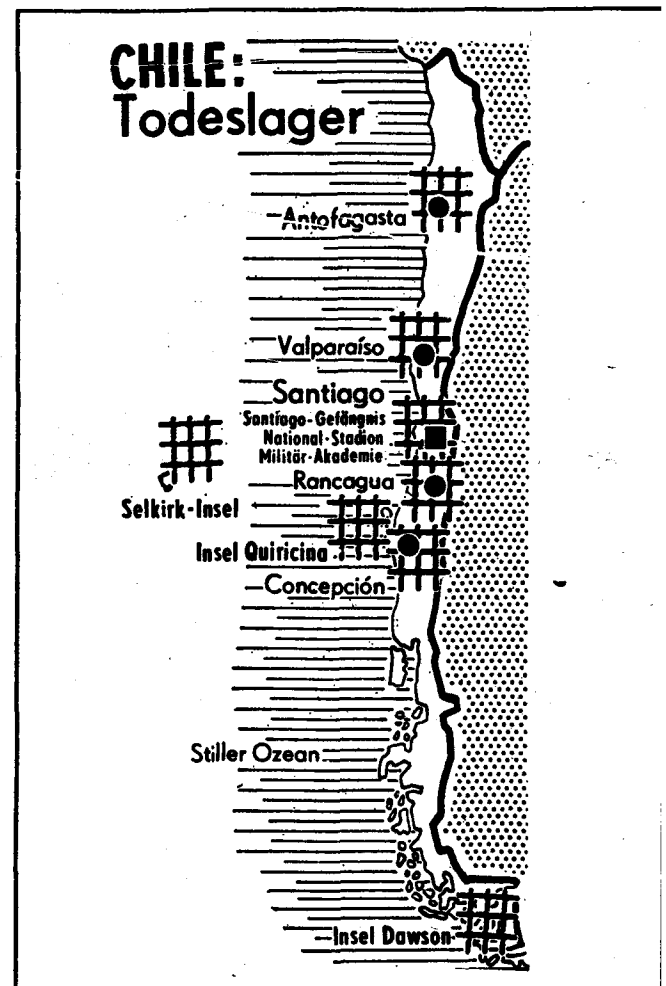 CHILE:
Todeslager
Antofagasta
Valparaíso
Santiago
Santiago-Gefängnis
National-Stadion
Militär-Akademie
Rancagua
Selkirk-Insel
Insel Quiricina
Concepción
Stiller Ozean
Insel Dawson